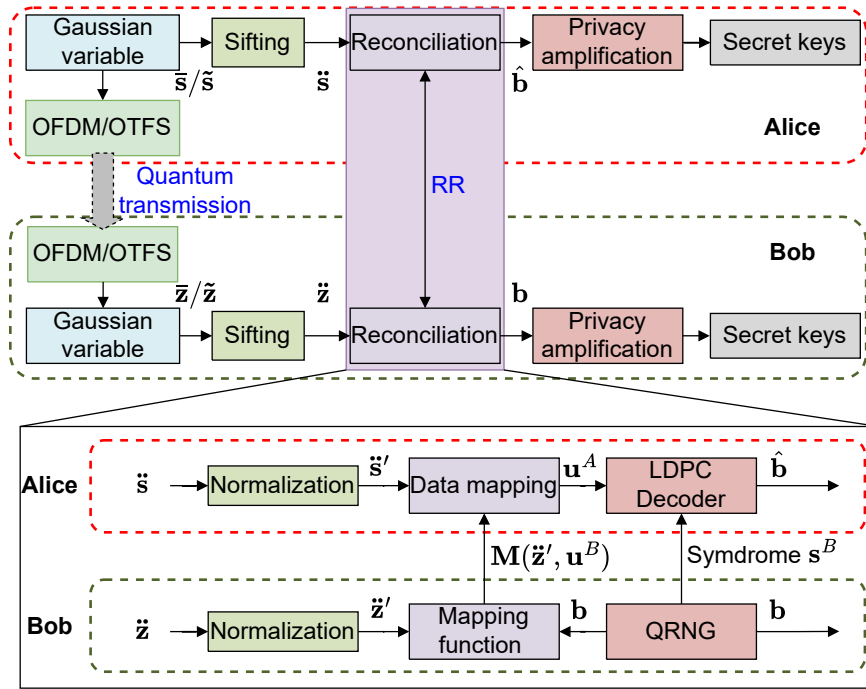 Gaussian variable
Sifting
Reconciliation
Privacy amplification
Secret keys
s̅/s̃
s̈
b̂
OFDM/OTFS
Alice
Quantum transmission
RR
OFDM/OTFS
Bob
z̅/z̃
z̈
b
Gaussian variable
Sifting
Reconciliation
Privacy amplification
Secret keys
Alice
s̈
Normalization
s̈′
Data mapping
u^A
LDPC Decoder
b̂
M(z̈′, u^B)
Symdrome s^B
Bob
z̈
Normalization
z̈′
Mapping function
b
QRNG
b